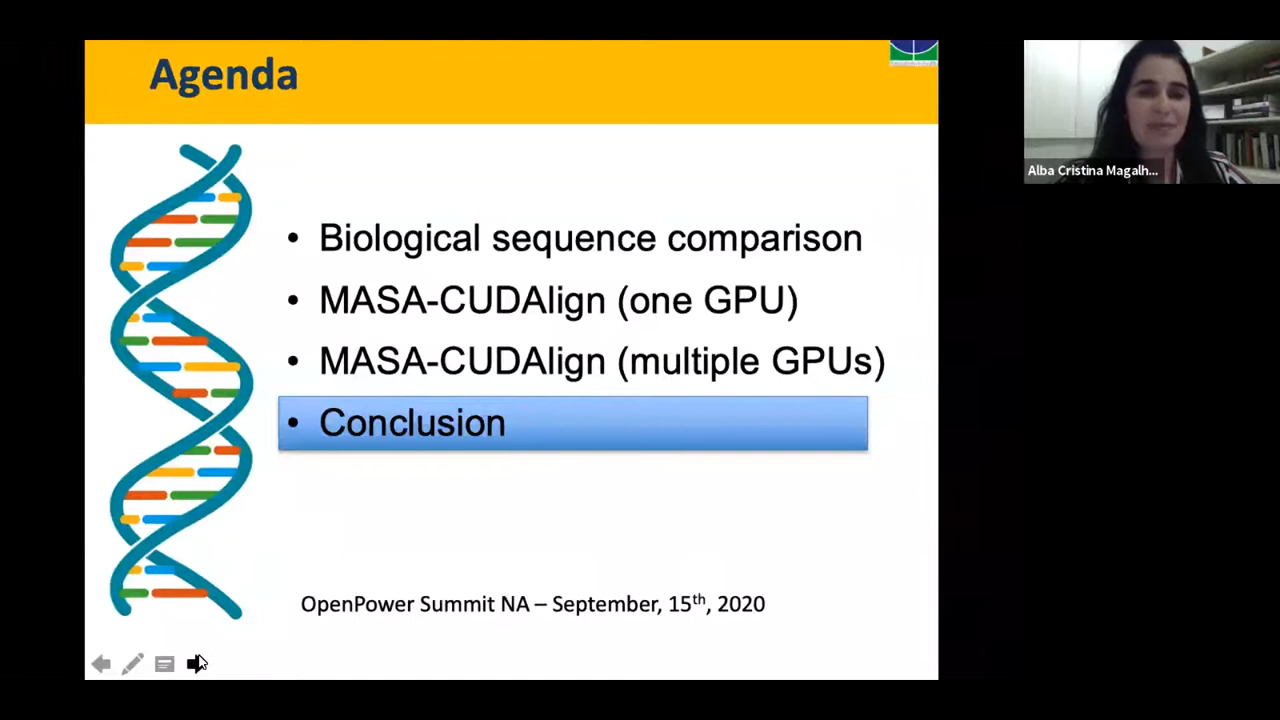 Agenda
• Biological sequence comparison
• MASA-CUDAlign (one GPU)
• MASA-CUDAlign (multiple GPUs)
• Conclusion
OpenPower Summit NA – September, 15th, 2020
Alba Cristina Magalh...